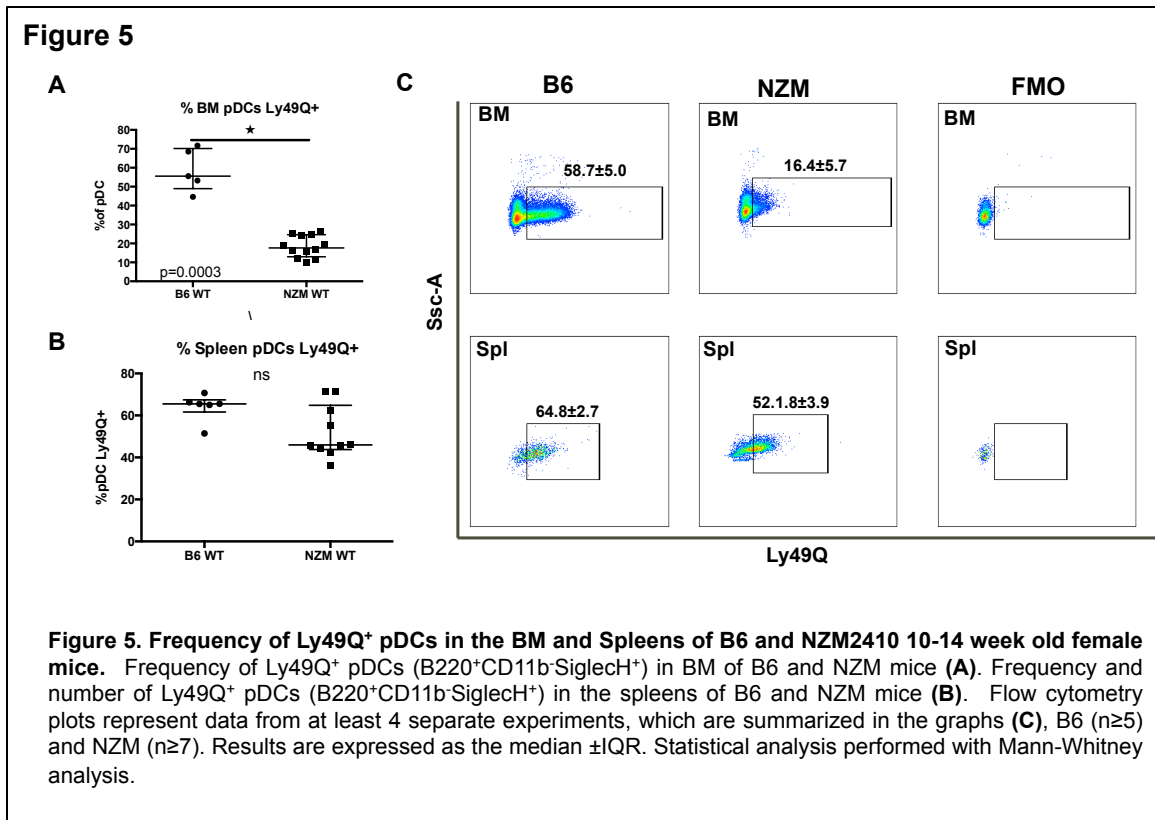 Figure 5
A
% BM pDCs Ly49Q+
★
%of pDC
80
70
60
50
40
30
20
10
0
p=0.0003
B6 WT
NZM WT
\
B
% Spleen pDCs Ly49Q+
ns
%pDC Ly49Q+
80
60
40
20
0
B6 WT
NZM WT
C
B6
NZM
FMO
BM
58.7±5.0
BM
16.4±5.7
BM
Ssc-A
Spl
64.8±2.7
Spl
52.1.8±3.9
Spl
Ly49Q
Figure 5. Frequency of Ly49Q⁺ pDCs in the BM and Spleens of B6 and NZM2410 10-14 week old female
mice. Frequency of Ly49Q⁺ pDCs (B220⁺CD11b⁻SiglecH⁺) in BM of B6 and NZM mice (A). Frequency and
number of Ly49Q⁺ pDCs (B220⁺CD11b⁻SiglecH⁺) in the spleens of B6 and NZM mice (B). Flow cytometry
plots represent data from at least 4 separate experiments, which are summarized in the graphs (C), B6 (n≥5)
and NZM (n≥7). Results are expressed as the median ±IQR. Statistical analysis performed with Mann-Whitney
analysis.